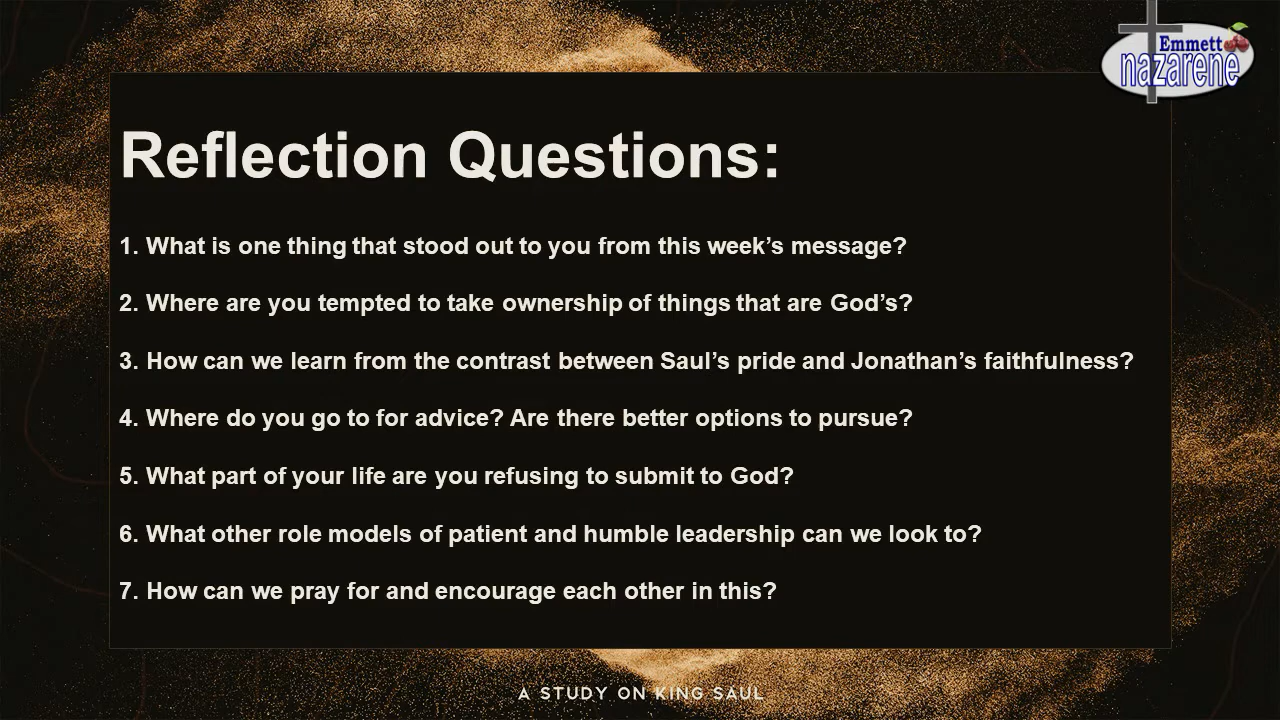 Emmett
nazarene
Reflection Questions:
1. What is one thing that stood out to you from this week’s message?
2. Where are you tempted to take ownership of things that are God’s?
3. How can we learn from the contrast between Saul’s pride and Jonathan’s faithfulness?
4. Where do you go to for advice? Are there better options to pursue?
5. What part of your life are you refusing to submit to God?
6. What other role models of patient and humble leadership can we look to?
7. How can we pray for and encourage each other in this?
A STUDY ON KING SAUL